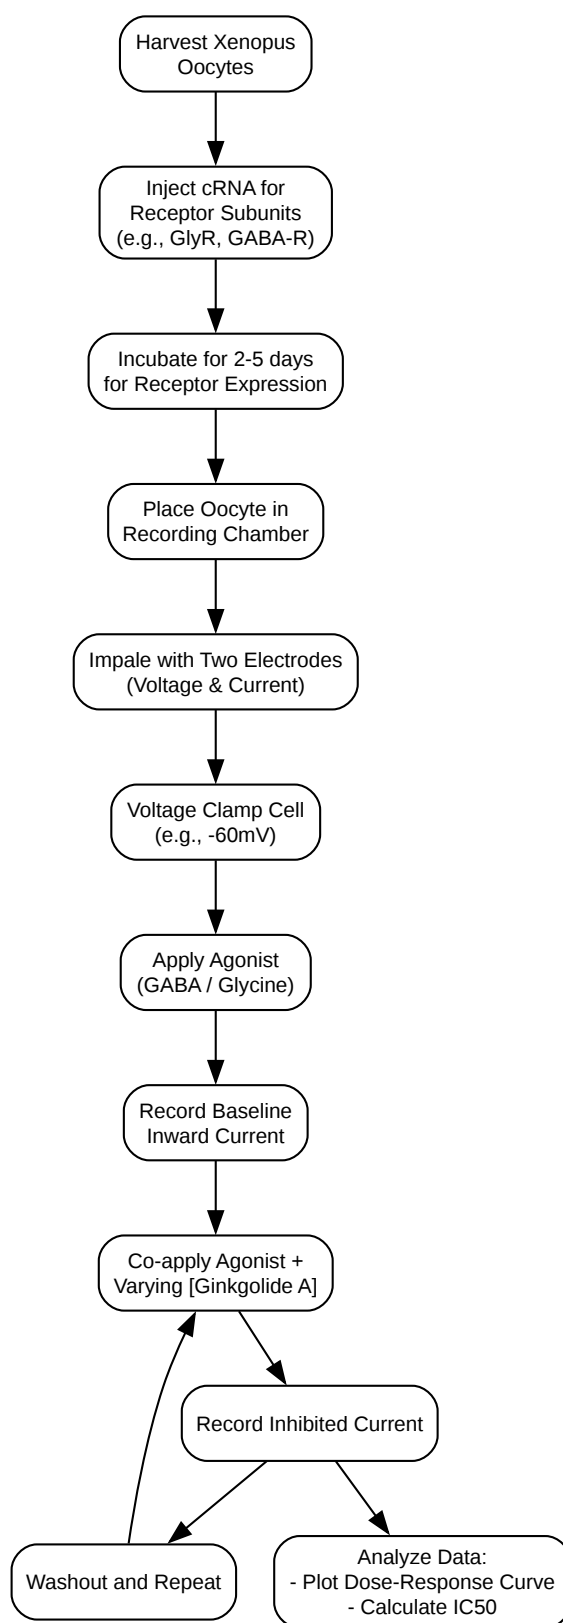 Harvest Xenopus
Oocytes
Inject cRNA for
Receptor Subunits
(e.g., GlyR, GABA-R)
Incubate for 2-5 days
for Receptor Expression
Place Oocyte in
Recording Chamber
Impale with Two Electrodes
(Voltage & Current)
Voltage Clamp Cell
(e.g., -60mV)
Apply Agonist
(GABA / Glycine)
Record Baseline
Inward Current
Co-apply Agonist +
Varying [Ginkgolide A]
Record Inhibited Current
Washout and Repeat
Analyze Data:
- Plot Dose-Response Curve
- Calculate IC50